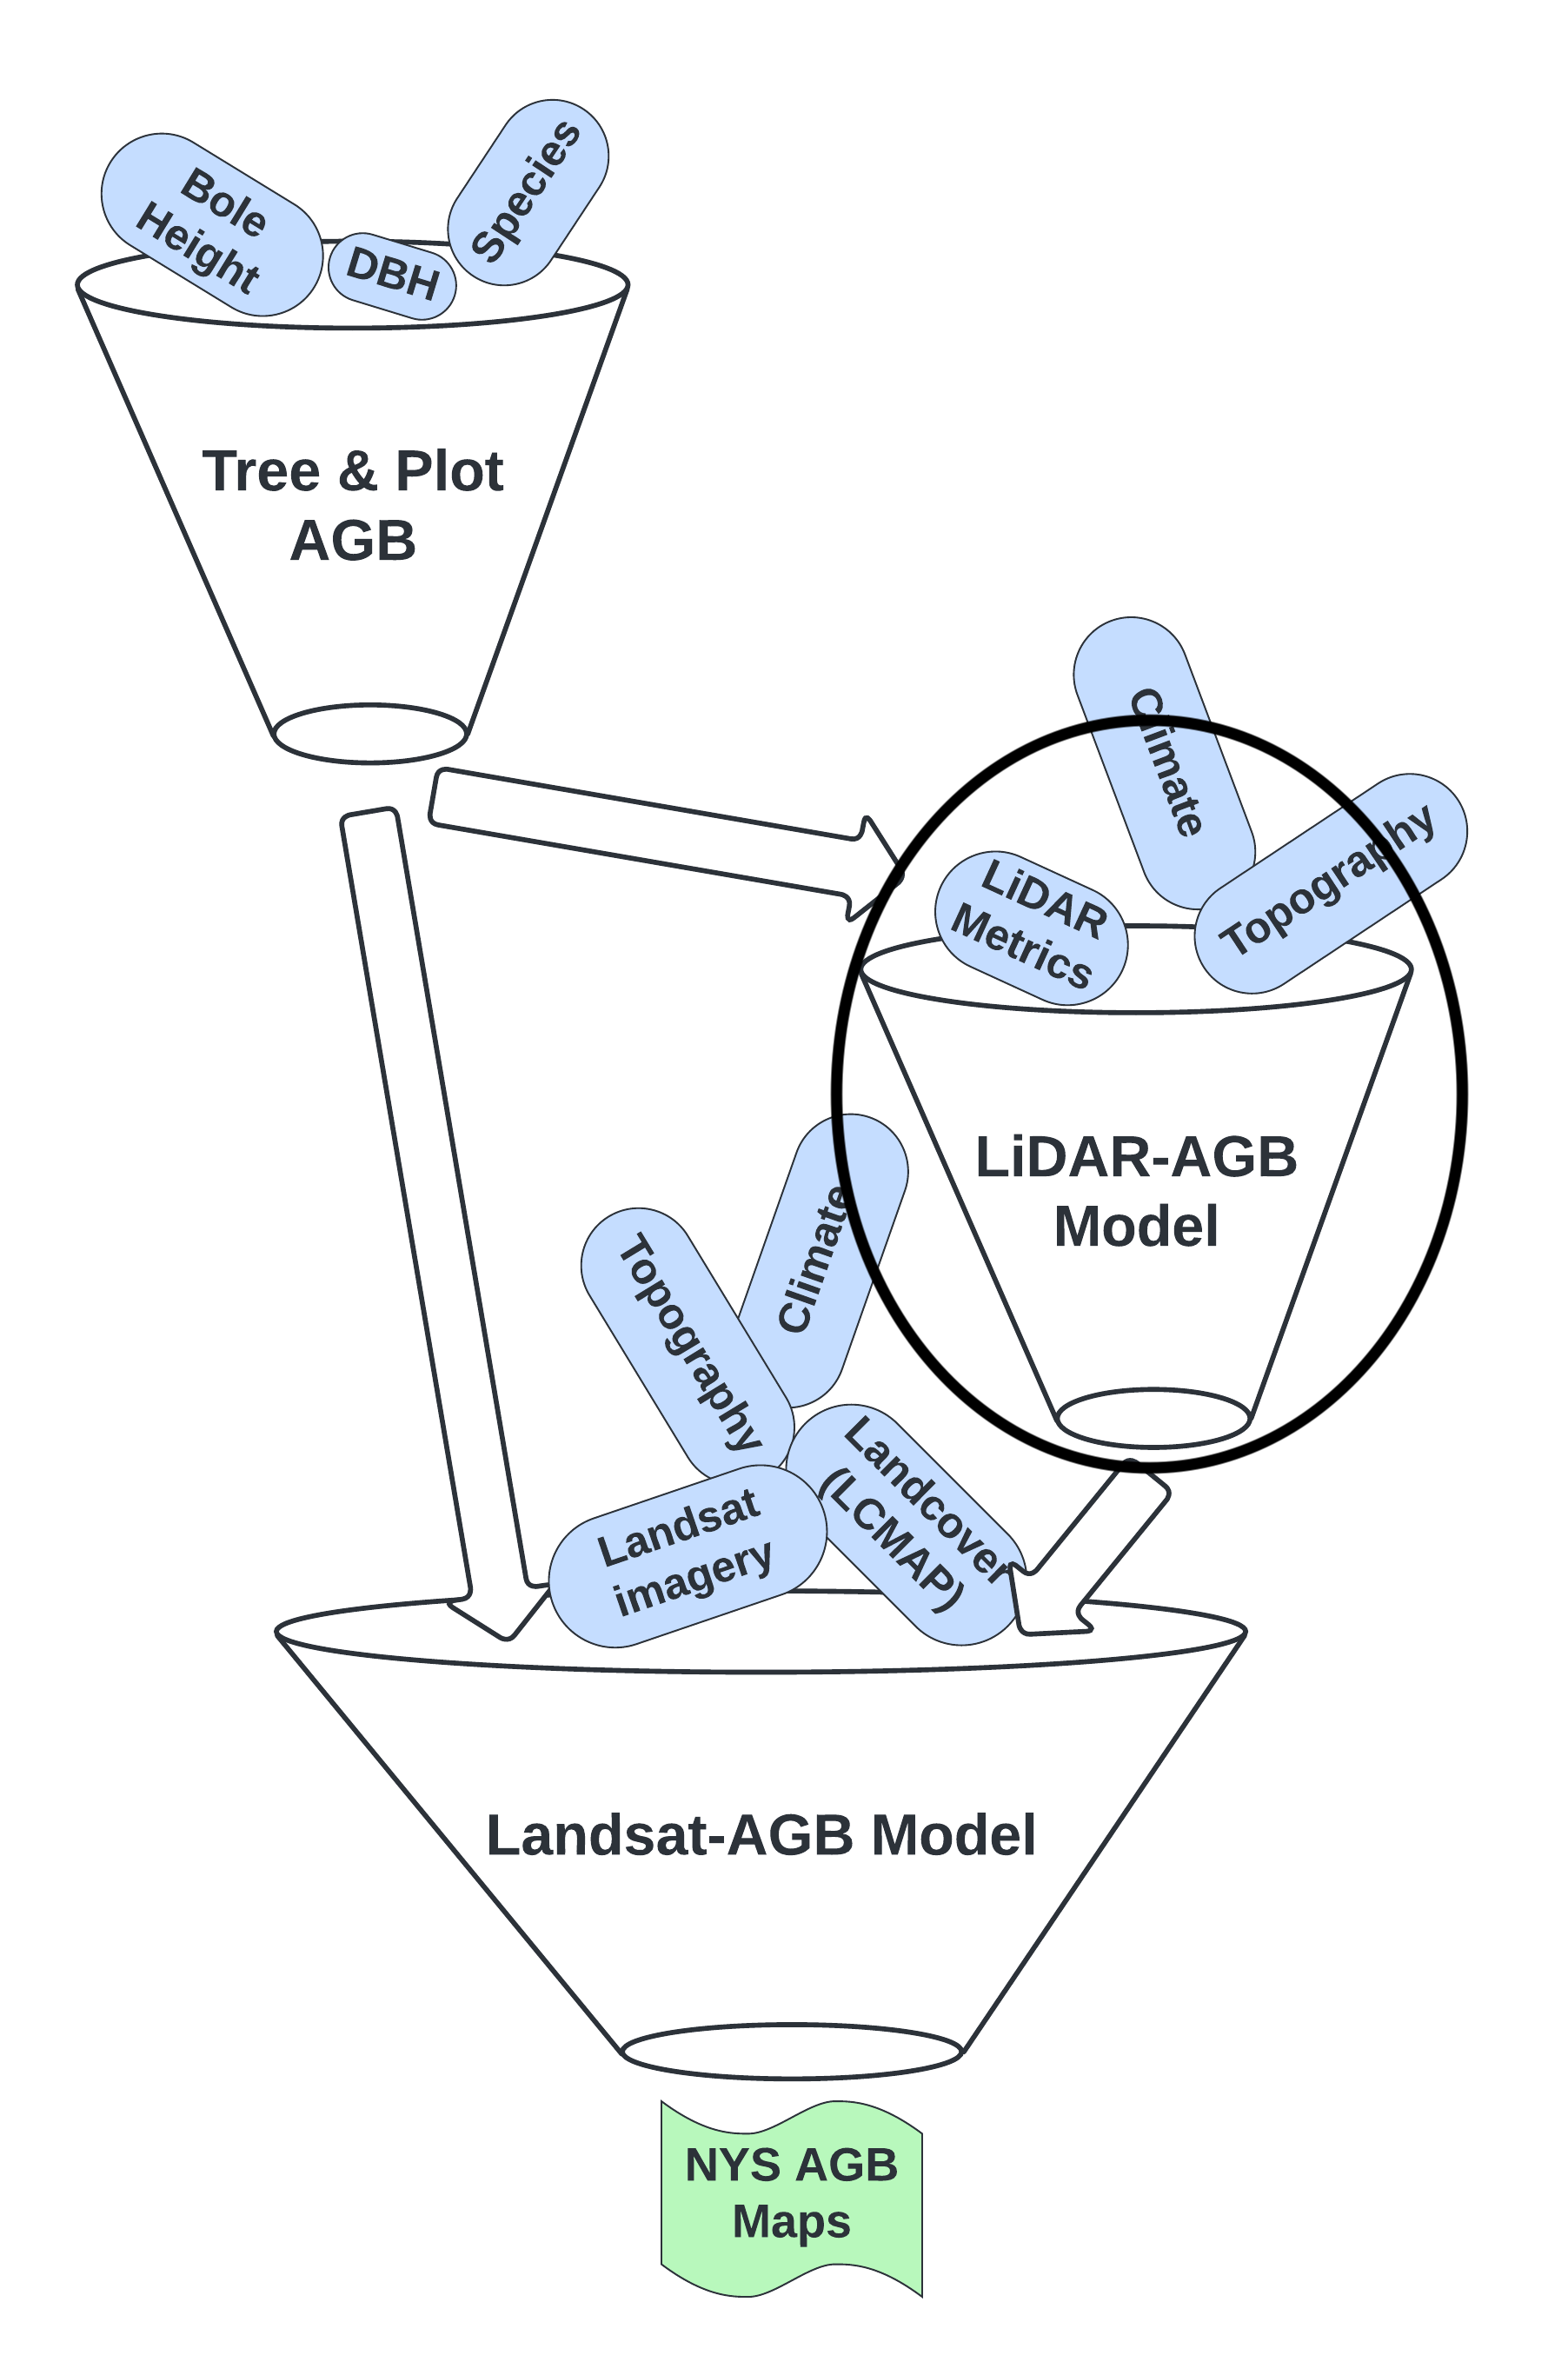 Bole
Height
DBH
Species
Tree & Plot
AGB
Climate
LiDAR
Metrics
Topography
LiDAR-AGB
Model
Topography
Climate
Landsat
imagery
Landcover
(LCMAP)
Landsat-AGB Model
NYS AGB
Maps